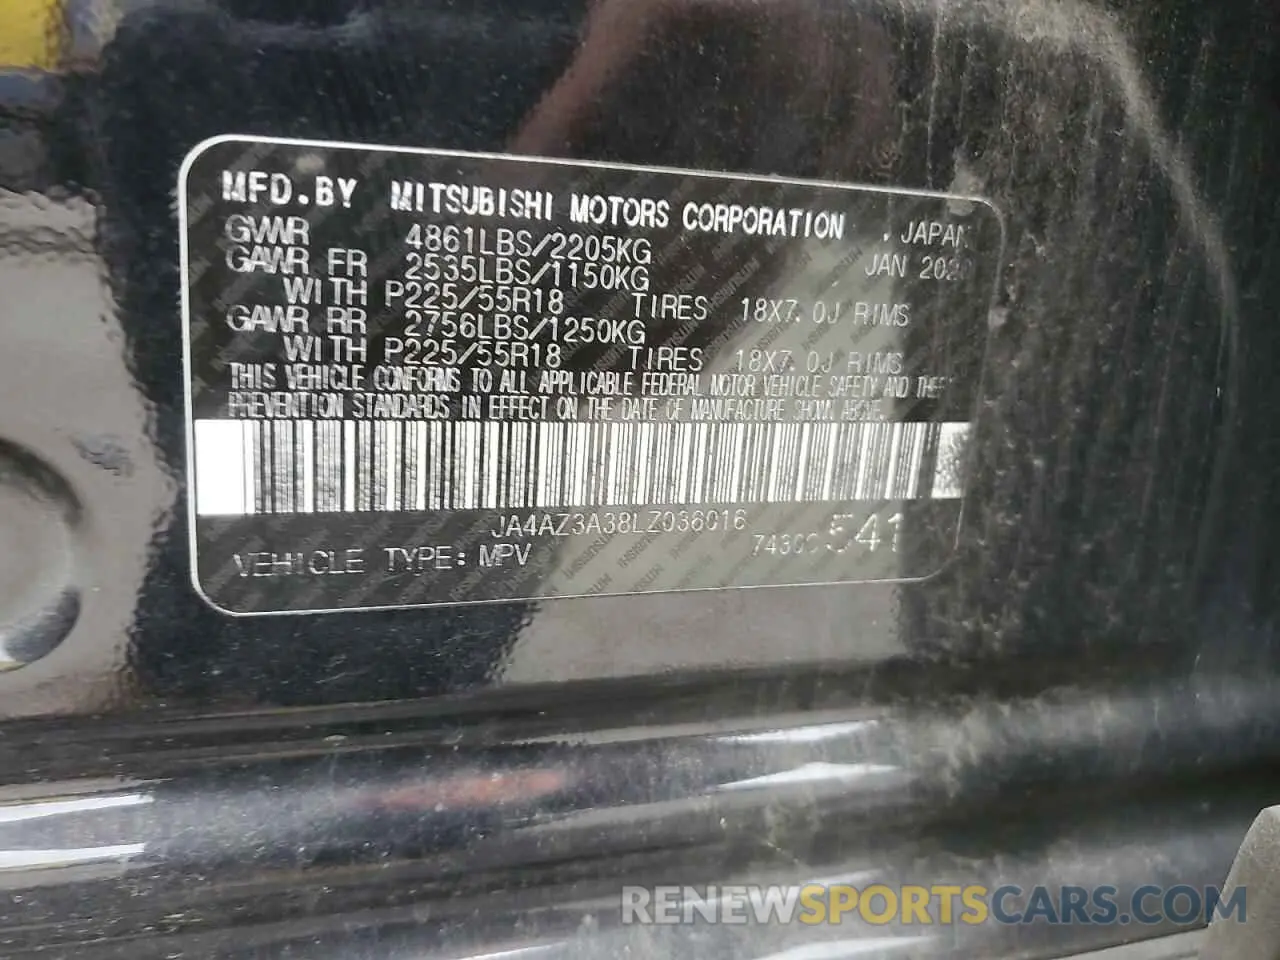 MFD.BY MITSUBISHI MOTORS CORPORATION , JAPAN
GVWR 4861LBS/2205KG JAN 2020
GAWR FR 2535LBS/1150KG
WITH P225/55R18 TIRES 18X7.0J RIMS
GAWR RR 2756LBS/1250KG
WITH P225/55R18 TIRES 18X7.0J RIMS
THIS VEHICLE CONFORMS TO ALL APPLICABLE FEDERAL MOTOR VEHICLE SAFETY AND THEFT
PREVENTION STANDARDS IN EFFECT ON THE DATE OF MANUFACTURE SHOWN ABOVE.
JA4AZ3A38LZ036016
541
VEHICLE TYPE: MPV
RENEWSPORTSCARS.COM